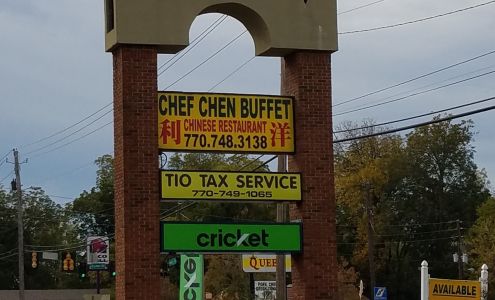 CHEF CHEN BUFFET
利 CHINESE RESTAURANT 洋
770.748.3138
TIO TAX SERVICE
770-749-1065
cricket
AVAILABLE